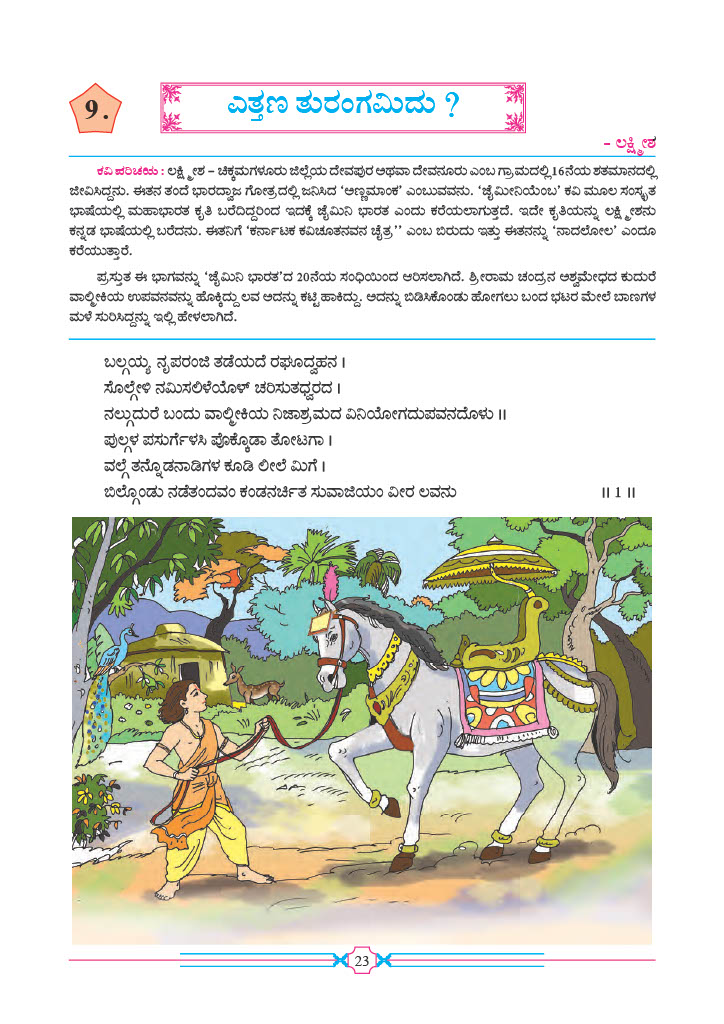 9.
ಎತ್ತಣ ತುರಂಗಮಿದು ?
– ಲಕ್ಷ್ಮೀಶ
ಕವಿ ಪರಿಚಯ : ಲಕ್ಷ್ಮೀಶ – ಚಿಕ್ಕಮಗಳೂರು ಜಿಲ್ಲೆಯ ದೇವಪುರ ಅಥವಾ ದೇವನೂರು ಎಂಬ ಗ್ರಾಮದಲ್ಲಿ 16ನೆಯ ಶತಮಾನದಲ್ಲಿ
ಜೀವಿಸಿದ್ದನು. ಈತನ ತಂದೆ ಭಾರದ್ವಾಜ ಗೋತ್ರದಲ್ಲಿ ಜನಿಸಿದ ‘ಅಣ್ಣಮಾಂಕ’ ಎಂಬುವವನು. ‘ಜೈಮೀನಿಯೆಂಬ’ ಕವಿ ಮೂಲ ಸಂಸ್ಕೃತ
ಭಾಷೆಯಲ್ಲಿ ಮಹಾಭಾರತ ಕೃತಿ ಬರೆದಿದ್ದರಿಂದ ಇದಕ್ಕೆ ಜೈಮಿನಿ ಭಾರತ ಎಂದು ಕರೆಯಲಾಗುತ್ತದೆ. ಇದೇ ಕೃತಿಯನ್ನು ಲಕ್ಷ್ಮೀಶನು
ಕನ್ನಡ ಭಾಷೆಯಲ್ಲಿ ಬರೆದನು. ಈತನಿಗೆ ‘ಕರ್ನಾಟಕ ಕವಿಚೂತವನವನ ಚೈತ್ರ’’ ಎಂಬ ಬಿರುದು ಇತ್ತು ಈತನನ್ನು ‘ನಾದಲೋಲ’ ಎಂದೂ
ಕರೆಯುತ್ತಾರೆ.
ಪ್ರಸ್ತುತ ಈ ಭಾಗವನ್ನು ‘ಜೈಮಿನಿ ಭಾರತ’ದ 20ನೆಯ ಸಂಧಿಯಿಂದ ಆರಿಸಲಾಗಿದೆ. ಶ್ರೀರಾಮ ಚಂದ್ರನ ಅಶ್ವಮೇಧದ ಕುದುರೆ
ವಾಲ್ಮೀಕಿಯ ಉಪವನವನ್ನು ಹೊಕ್ಕಿದ್ದು ಲವ ಅದನ್ನು ಕಟ್ಟಿ ಹಾಕಿದ್ದು. ಅದನ್ನು ಬಿಡಿಸಿಕೊಂಡು ಹೋಗಲು ಬಂದ ಭಟರ ಮೇಲೆ ಬಾಣಗಳ
ಮಳೆ ಸುರಿಸಿದ್ದನ್ನು ಇಲ್ಲಿ ಹೇಳಲಾಗಿದೆ.
ಬಲ್ಗಯ್ಯ ನೃಪರಂಜಿ ತಡೆಯದೆ ರಘೂದ್ವಹನ ।
ಸೊಲ್ಗೇಳಿ ನಮಿಸಲಿಳೆಯೊಳ್ ಚರಿಸುತಧ್ವರದ ।
ನಲ್ಗುದುರೆ ಬಂದು ವಾಲ್ಮೀಕಿಯ ನಿಜಾಶ್ರಮದ ವಿನಿಯೋಗದುಪವನದೊಳು ॥
ಪುಲ್ಗಳ ಪಸುರ್ಗೆಳಸಿ ಪೊಕ್ಕೊಡಾ ತೋಟಗಾ ।
ವಲ್ಗೆ ತನ್ನೊಡನಾಡಿಗಳ ಕೂಡಿ ಲೀಲೆ ಮಿಗೆ ।
ಬಿಲ್ಗೊಂಡು ನಡೆತಂದವಂ ಕಂಡನರ್ಚಿತ ಸುವಾಜಿಯಂ ವೀರ ಲವನು ॥ 1 ॥
23